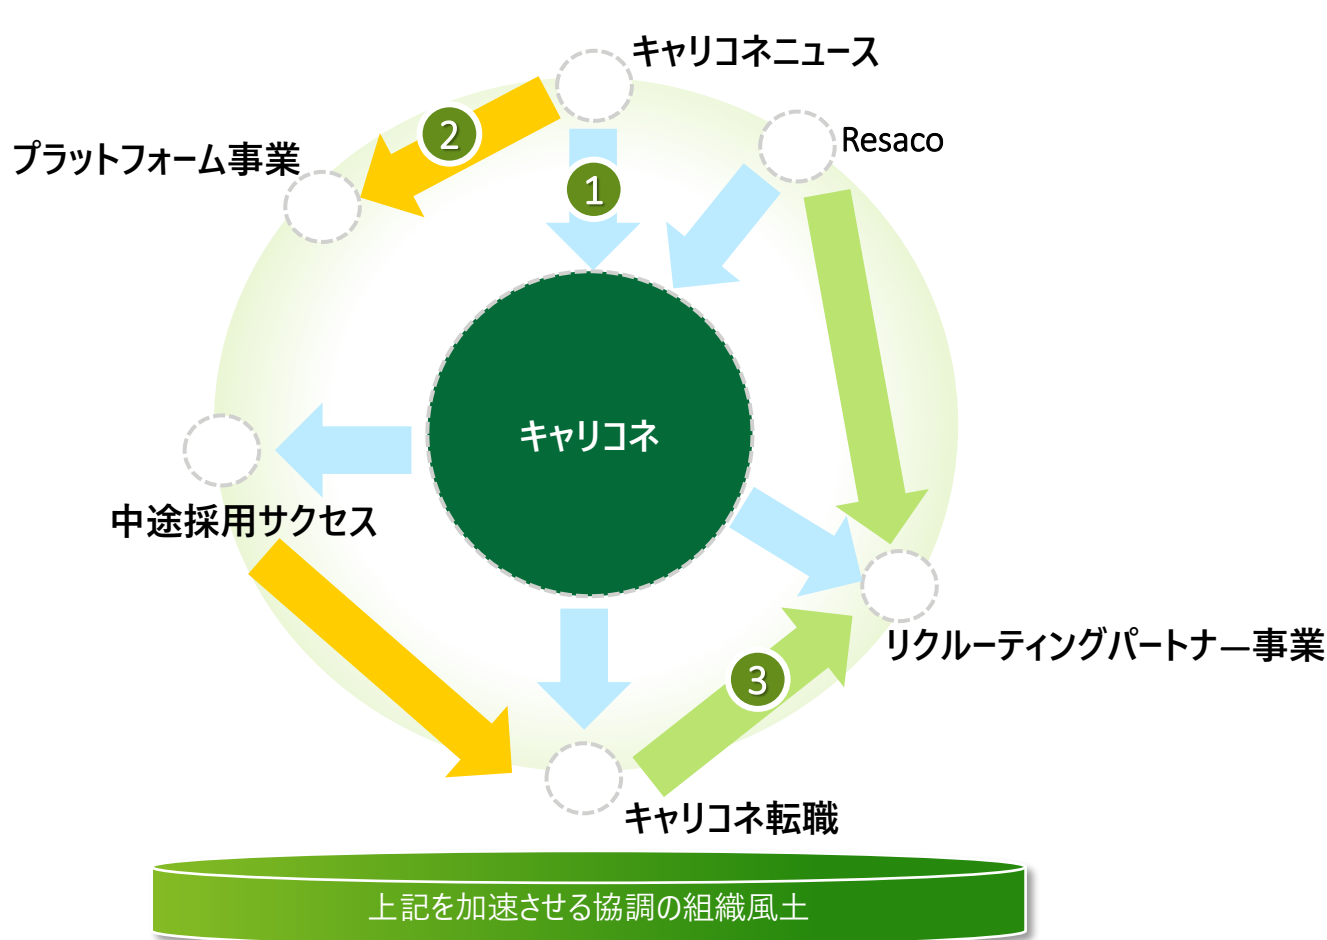 キャリコネニュース
Resaco
2
プラットフォーム事業
1
キャリコネ
中途採用サクセス
リクルーティングパートナー事業
3
キャリコネ転職
上記を加速させる協調の組織風土